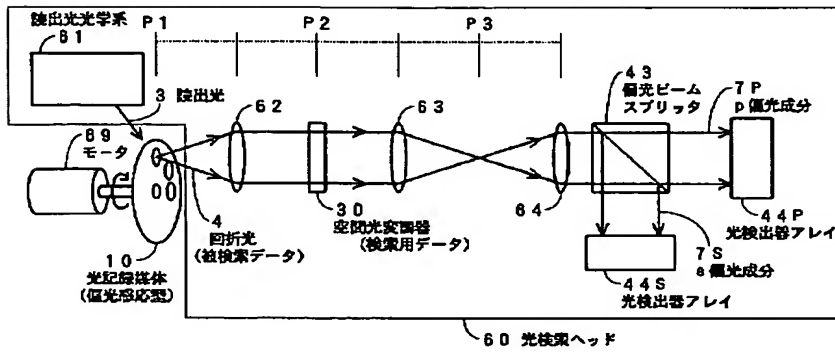 読出光光学系
61
P1
P2
P3
3 読出光
62
63
43
偏光ビーム
スプリッタ
7P
p偏光成分
69
モータ
4
回折光
(被検索データ)
30
空間光変調器
(検索用データ)
64
44P
光検出器アレイ
10
光記録媒体
(偏光感応型)
7S
s偏光成分
44S
光検出器アレイ
60 光検索ヘッド